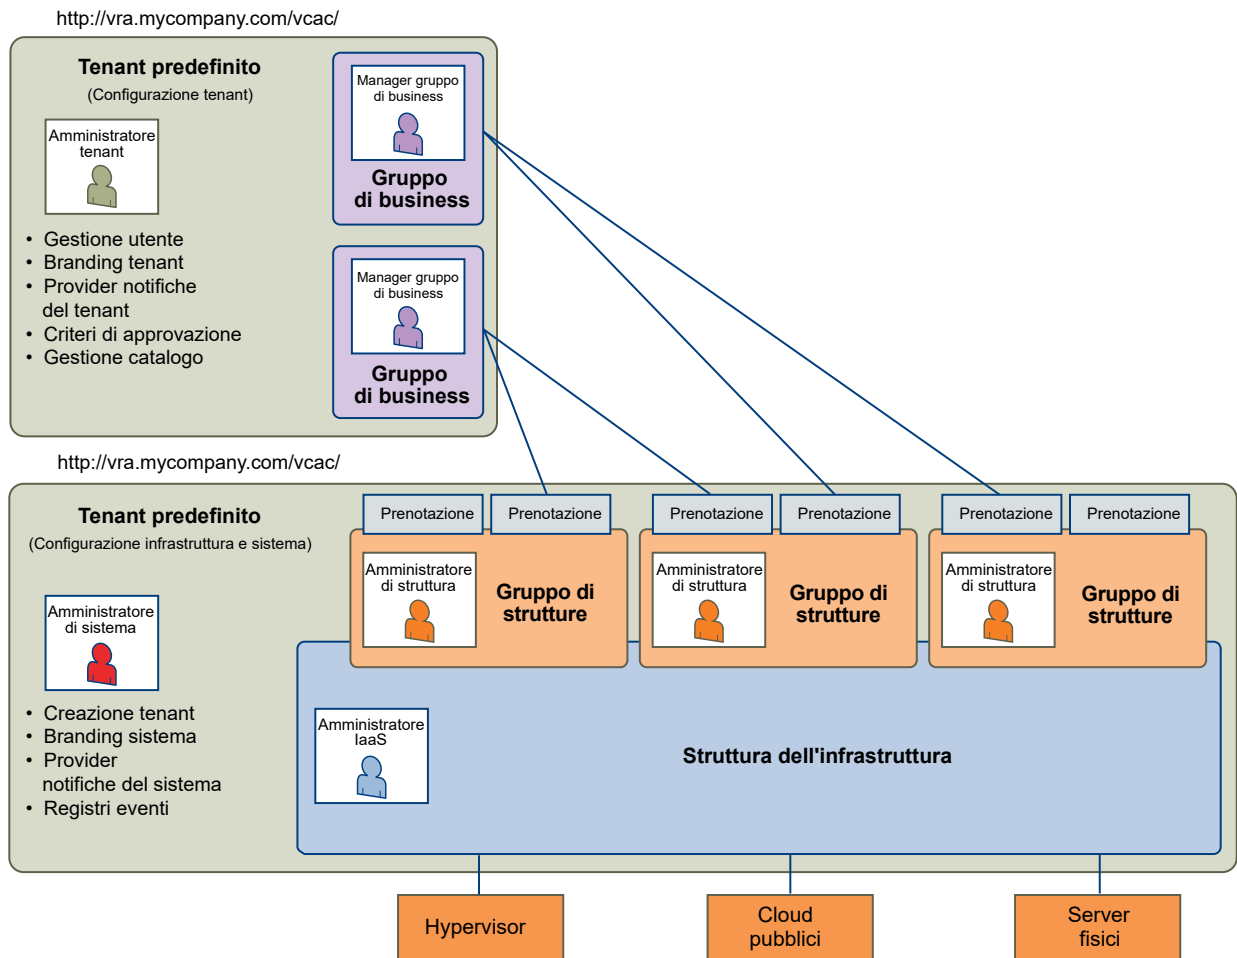 http://vra.mycompany.com/vcac/
Tenant predefinito
(Configurazione tenant)
Amministratore
tenant
• Gestione utente
• Branding tenant
• Provider notifiche
del tenant
• Criteri di approvazione
• Gestione catalogo
Manager gruppo
di business
Gruppo
di business
Manager gruppo
di business
Gruppo
di business
http://vra.mycompany.com/vcac/
Tenant predefinito
(Configurazione infrastruttura e sistema)
Amministratore
di sistema
• Creazione tenant
• Branding sistema
• Provider
notifiche del sistema
• Registri eventi
Prenotazione
Prenotazione
Amministratore
di struttura
Gruppo di
strutture
Prenotazione
Prenotazione
Amministratore
di struttura
Gruppo di
strutture
Prenotazione
Prenotazione
Amministratore
di struttura
Gruppo di
strutture
Amministratore
IaaS
Struttura dell'infrastruttura
Hypervisor
Cloud
pubblici
Server
fisici